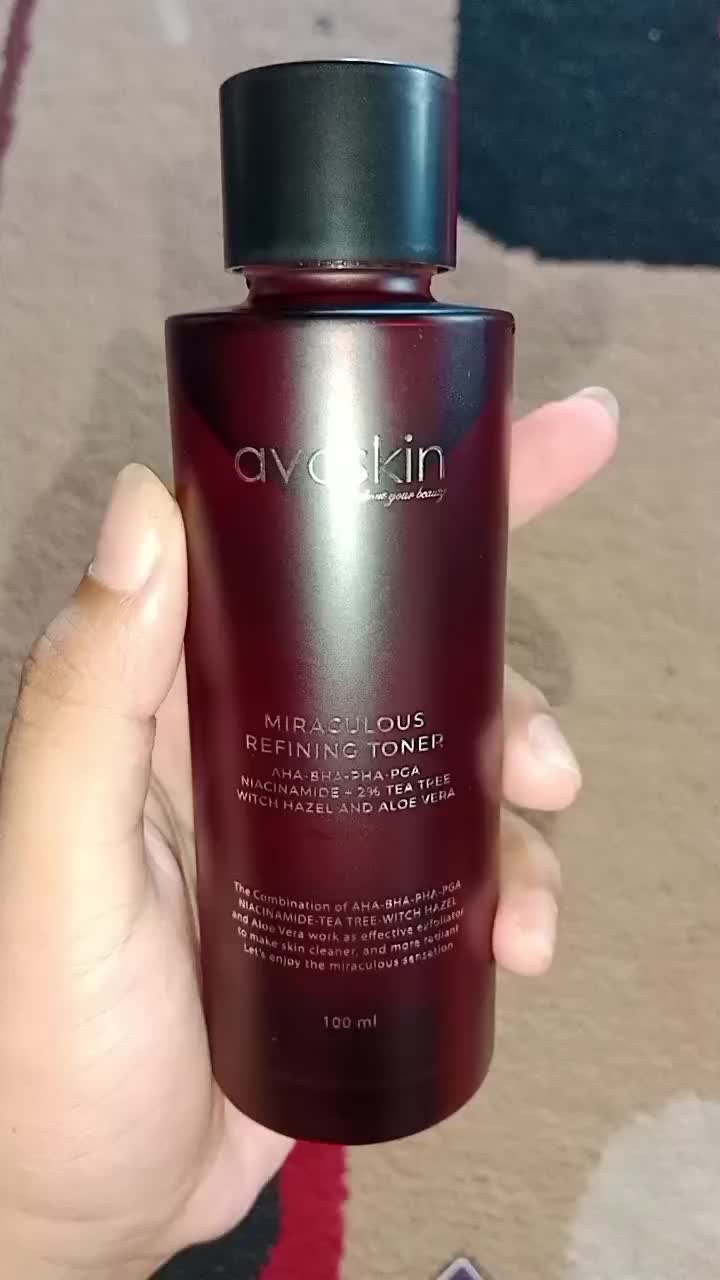 avoskin
your beauty
MIRACULOUS
REFINING TONER
AHA-BHA-PHA-PGA
NIACINAMIDE - 2% TEA TREE
WITCH HAZEL AND ALOE VERA
The Combination of AHA-BHA-PHA-PGA
NIACINAMIDE-TEA TREE-WITCH HAZEL
and Aloe Vera work as effective exfoliator
to make skin cleaner, and more radiant
Let's enjoy the miraculous sensation
100 ml